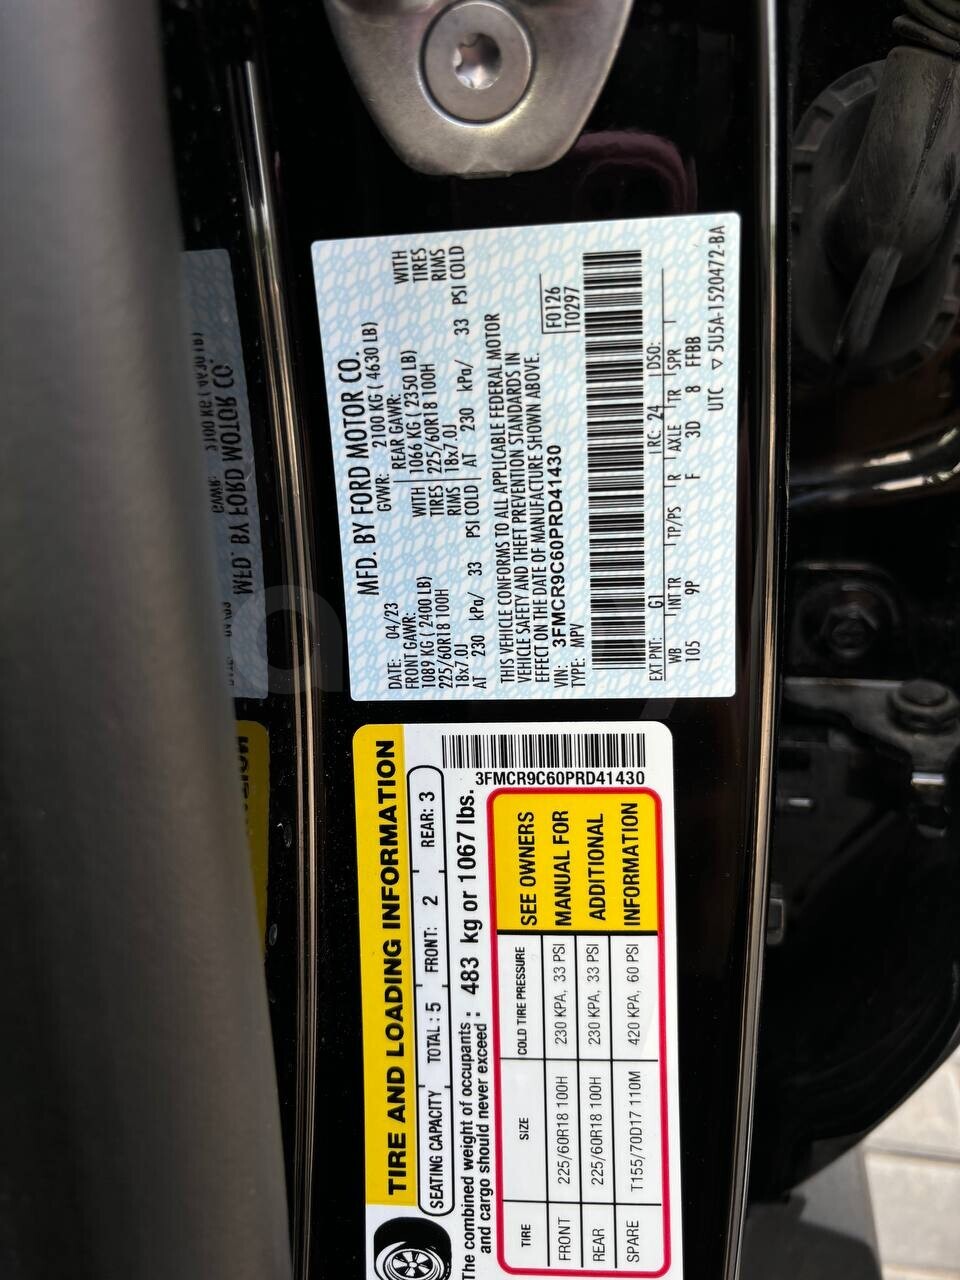 MFD. BY FORD MOTOR CO.
DATE: 04/23 GVWR: 2100 KG ( 4630 LB)
FRONT GAWR: REAR GAWR:
1089 KG ( 2400 LB) WITH 1066 KG ( 2350 LB) WITH
225/60R18 100H TIRES 225/60R18 100H TIRES
18x7.0J RIMS 18x7.0J RIMS
AT 230 kPa/ 33 PSI COLD AT 230 kPa/ 33 PSI COLD
THIS VEHICLE CONFORMS TO ALL APPLICABLE FEDERAL MOTOR
VEHICLE SAFETY AND THEFT PREVENTION STANDARDS IN
EFFECT ON THE DATE OF MANUFACTURE SHOWN ABOVE.
VIN: 3FMCR9C60PRD41430 F0126
TYPE: MPV T0297
EXT PNT: G1 RC: 24 DSO:
WB INT TR TP/PS R AXLE TR SPR
105 9P F 3D 8 FFBB
UTC ▽ 5U5A-1520472-BA
TIRE AND LOADING INFORMATION
SEATING CAPACITY TOTAL : 5 FRONT: 2 REAR: 3
The combined weight of occupants : 483 kg or 1067 lbs.
and cargo should never exceed
3FMCR9C60PRD41430
TIRE SIZE COLD TIRE PRESSURE
FRONT 225/60R18 100H 230 KPA, 33 PSI
REAR 225/60R18 100H 230 KPA, 33 PSI
SPARE T155/70D17 110M 420 KPA, 60 PSI
SEE OWNERS
MANUAL FOR
ADDITIONAL
INFORMATION